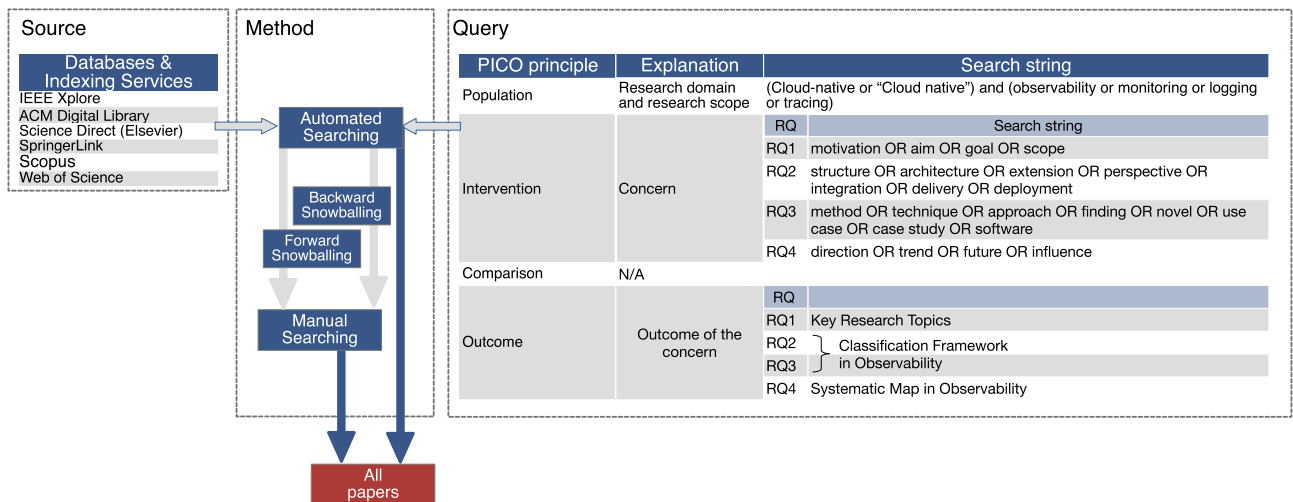 Source
Databases &
Indexing Services
IEEE Xplore
ACM Digital Library
Science Direct (Elsevier)
SpringerLink
Scopus
Web of Science
Method
Automated
Searching
Backward
Snowballing
Forward
Snowballing
Manual
Searching
All
papers
Query
PICO principle Explanation Search string
Population
Research domain
and research scope
(Cloud-native or “Cloud native”) and (observability or monitoring or logging
or tracing)
Intervention
Concern
RQ Search string
RQ1 motivation OR aim OR goal OR scope
RQ2 structure OR architecture OR extension OR perspective OR
integration OR delivery OR deployment
RQ3 method OR technique OR approach OR finding OR novel OR use
case OR case study OR software
RQ4 direction OR trend OR future OR influence
Comparison N/A
Outcome
Outcome of the
concern
RQ
RQ1 Key Research Topics
RQ2 Classification Framework
RQ3 in Observability
RQ4 Systematic Map in Observability